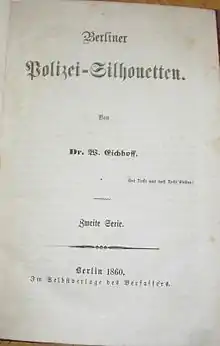 Berliner
Polizei-Silhouetten.
Von
Dr. W. Eichhoff.
Zweite Serie.
Berlin 1860.
Im Selbstverlage des Verfassers.